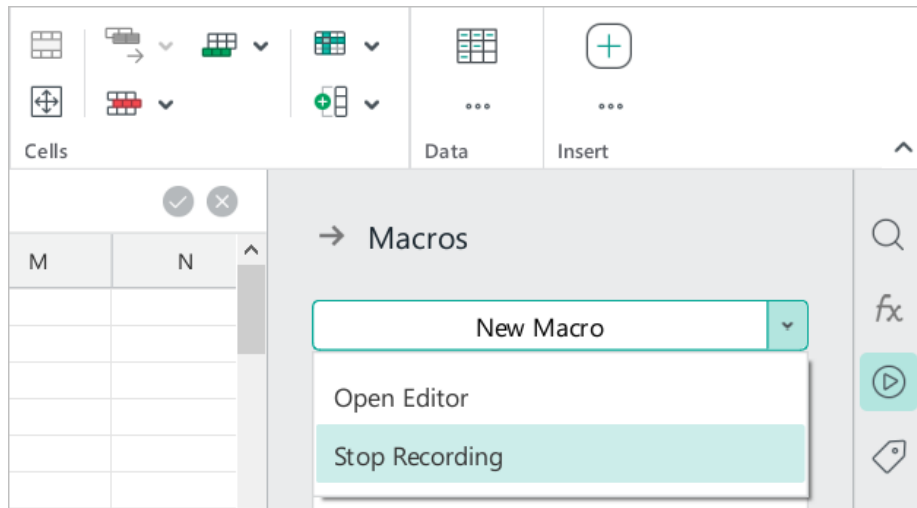 Cells
Data
Insert
Macros
M
N
New Macro
fx
Open Editor
Stop Recording